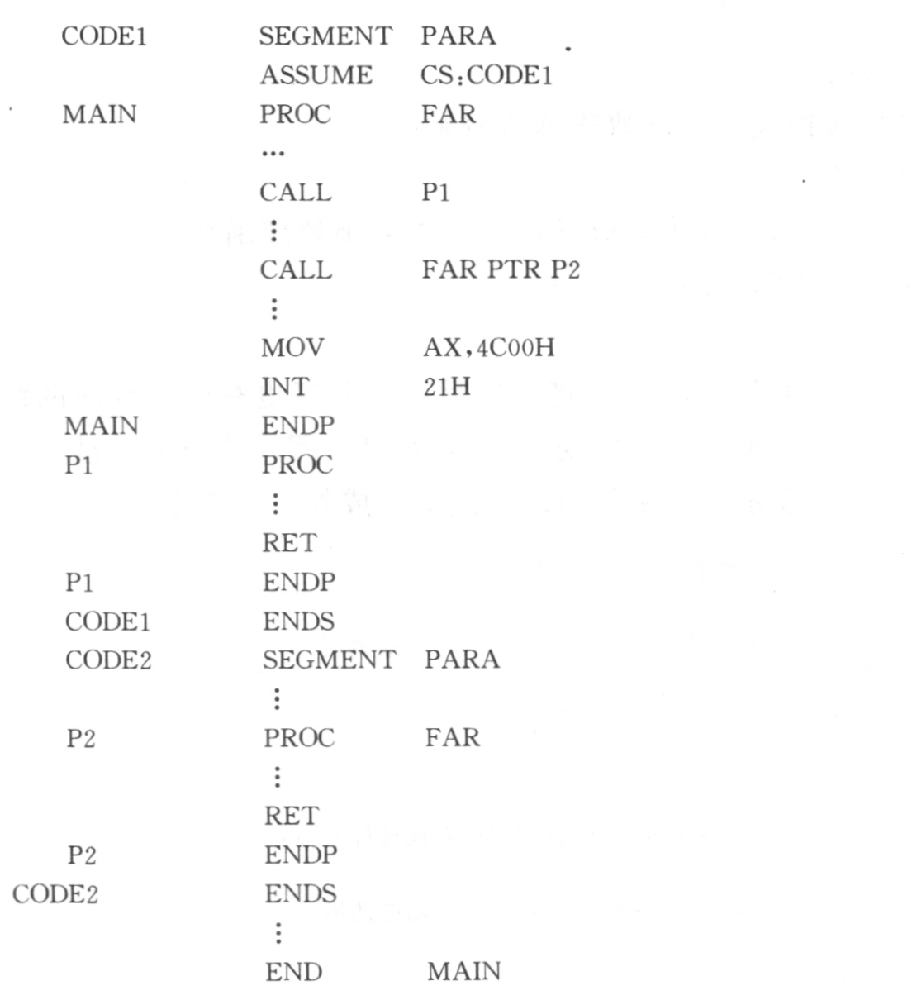 CODE1 SEGMENT PARA
ASSUME CS:CODE1
MAIN PROC FAR
…
CALL P1
⋮
CALL FAR PTR P2
⋮
MOV AX,4C00H
INT 21H
MAIN ENDP
P1 PROC
⋮
RET
P1 ENDP
CODE1 ENDS
CODE2 SEGMENT PARA
⋮
P2 PROC FAR
⋮
RET
P2 ENDP
CODE2 ENDS
⋮
END MAIN